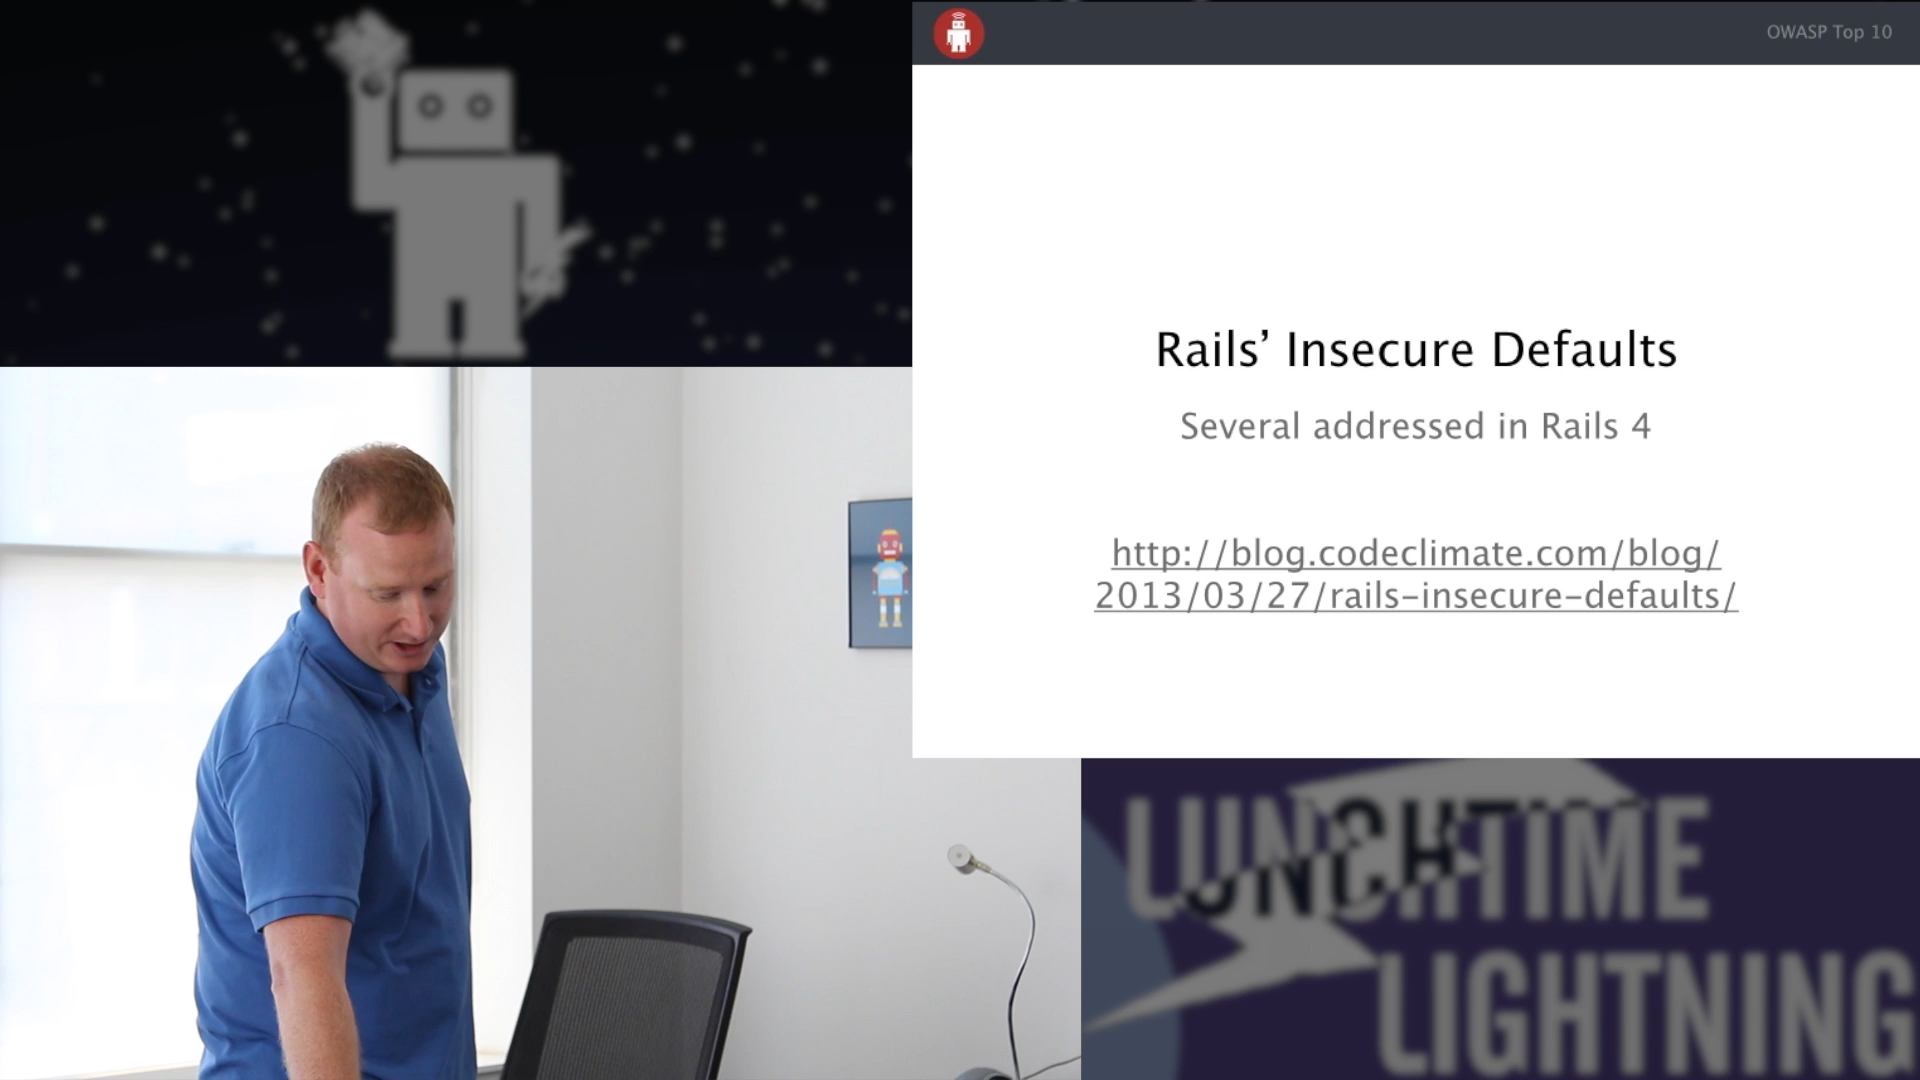 OWASP Top 10
Rails’ Insecure Defaults
Several addressed in Rails 4
http://blog.codeclimate.com/blog/
2013/03/27/rails-insecure-defaults/
LUNCHTIME
LIGHTNING